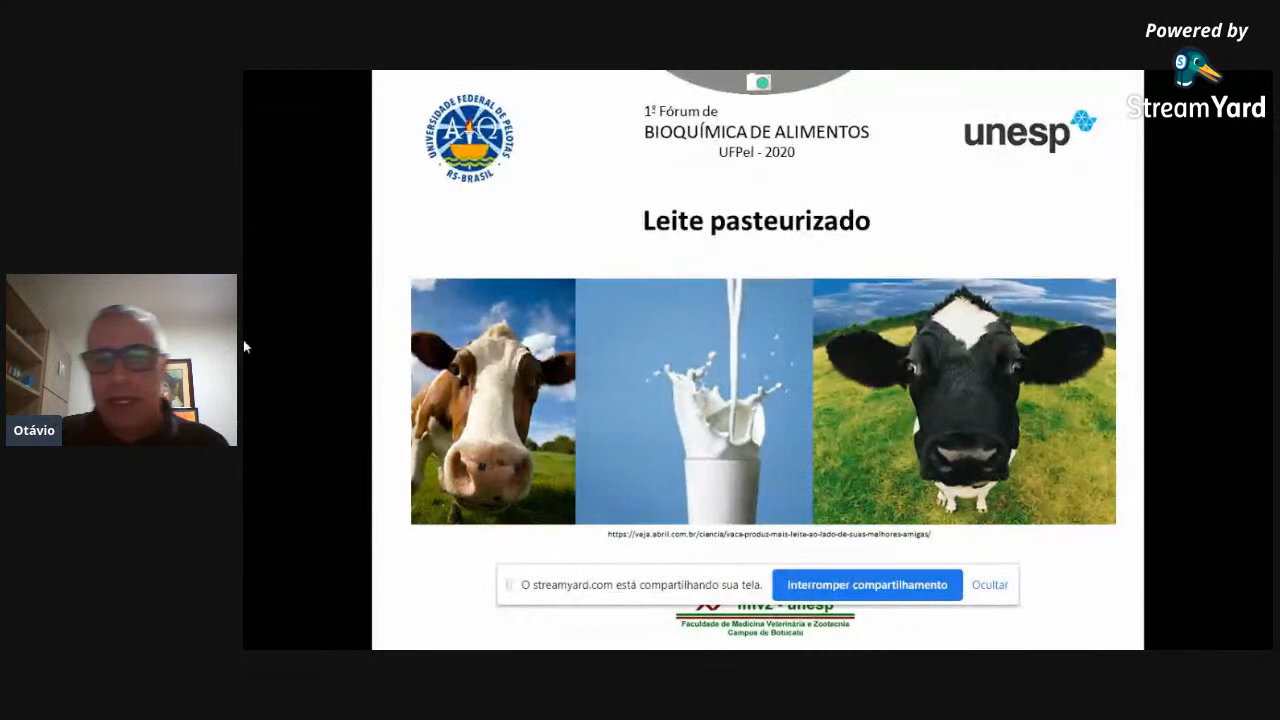 Powered by
StreamYard
UNIVERSIDADE FEDERAL DE PELOTAS
RS-BRASIL
1º Fórum de
BIOQUÍMICA DE ALIMENTOS
UFPel - 2020
unesp
Leite pasteurizado
Otávio
https://veja.abril.com.br/ciencia/vaca-produz-mais-leite-ao-lado-de-suas-melhores-amigas/
O streamyard.com está compartilhando sua tela.
Interromper compartilhamento
Ocultar
fmvz - unesp
Faculdade de Medicina Veterinária e Zootecnia
Campus de Botucatu